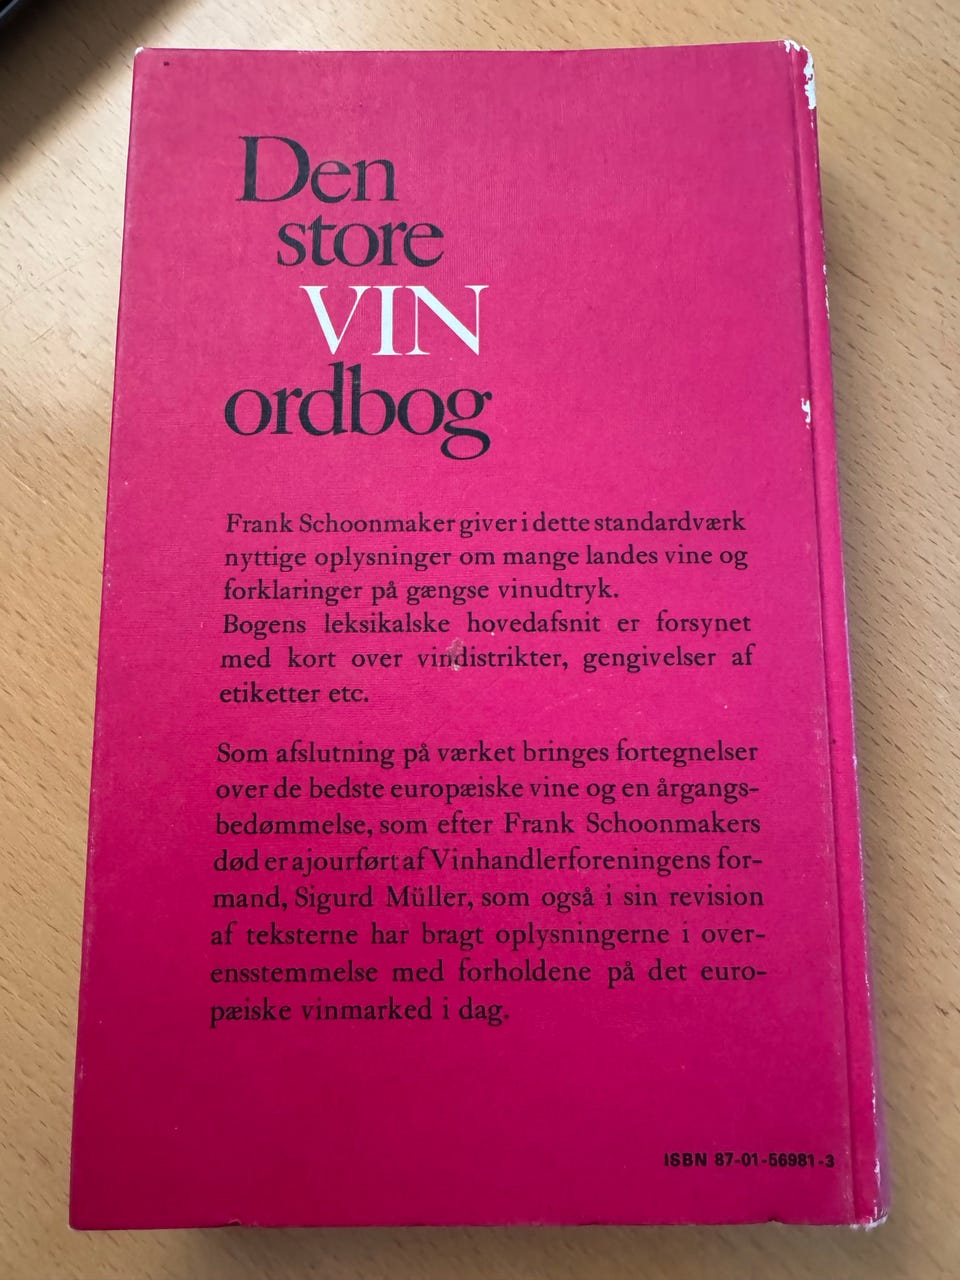 Den
store
VIN
ordbog
Frank Schoonmaker giver i dette standardværk
nyttige oplysninger om mange landes vine og
forklaringer på gængse vinudtryk.
Bogens leksikalske hovedafsnit er forsynet
med kort over vindistrikter, gengivelser af
etiketter etc.
Som afslutning på værket bringes fortegnelser
over de bedste europæiske vine og en årgangs-
bedømmelse, som efter Frank Schoonmakers
død er ajourført af Vinhandlerforeningens for-
mand, Sigurd Müller, som også i sin revision
af teksterne har bragt oplysningerne i over-
ensstemmelse med forholdene på det euro-
pæiske vinmarked i dag.
ISBN 87-01-56981-3